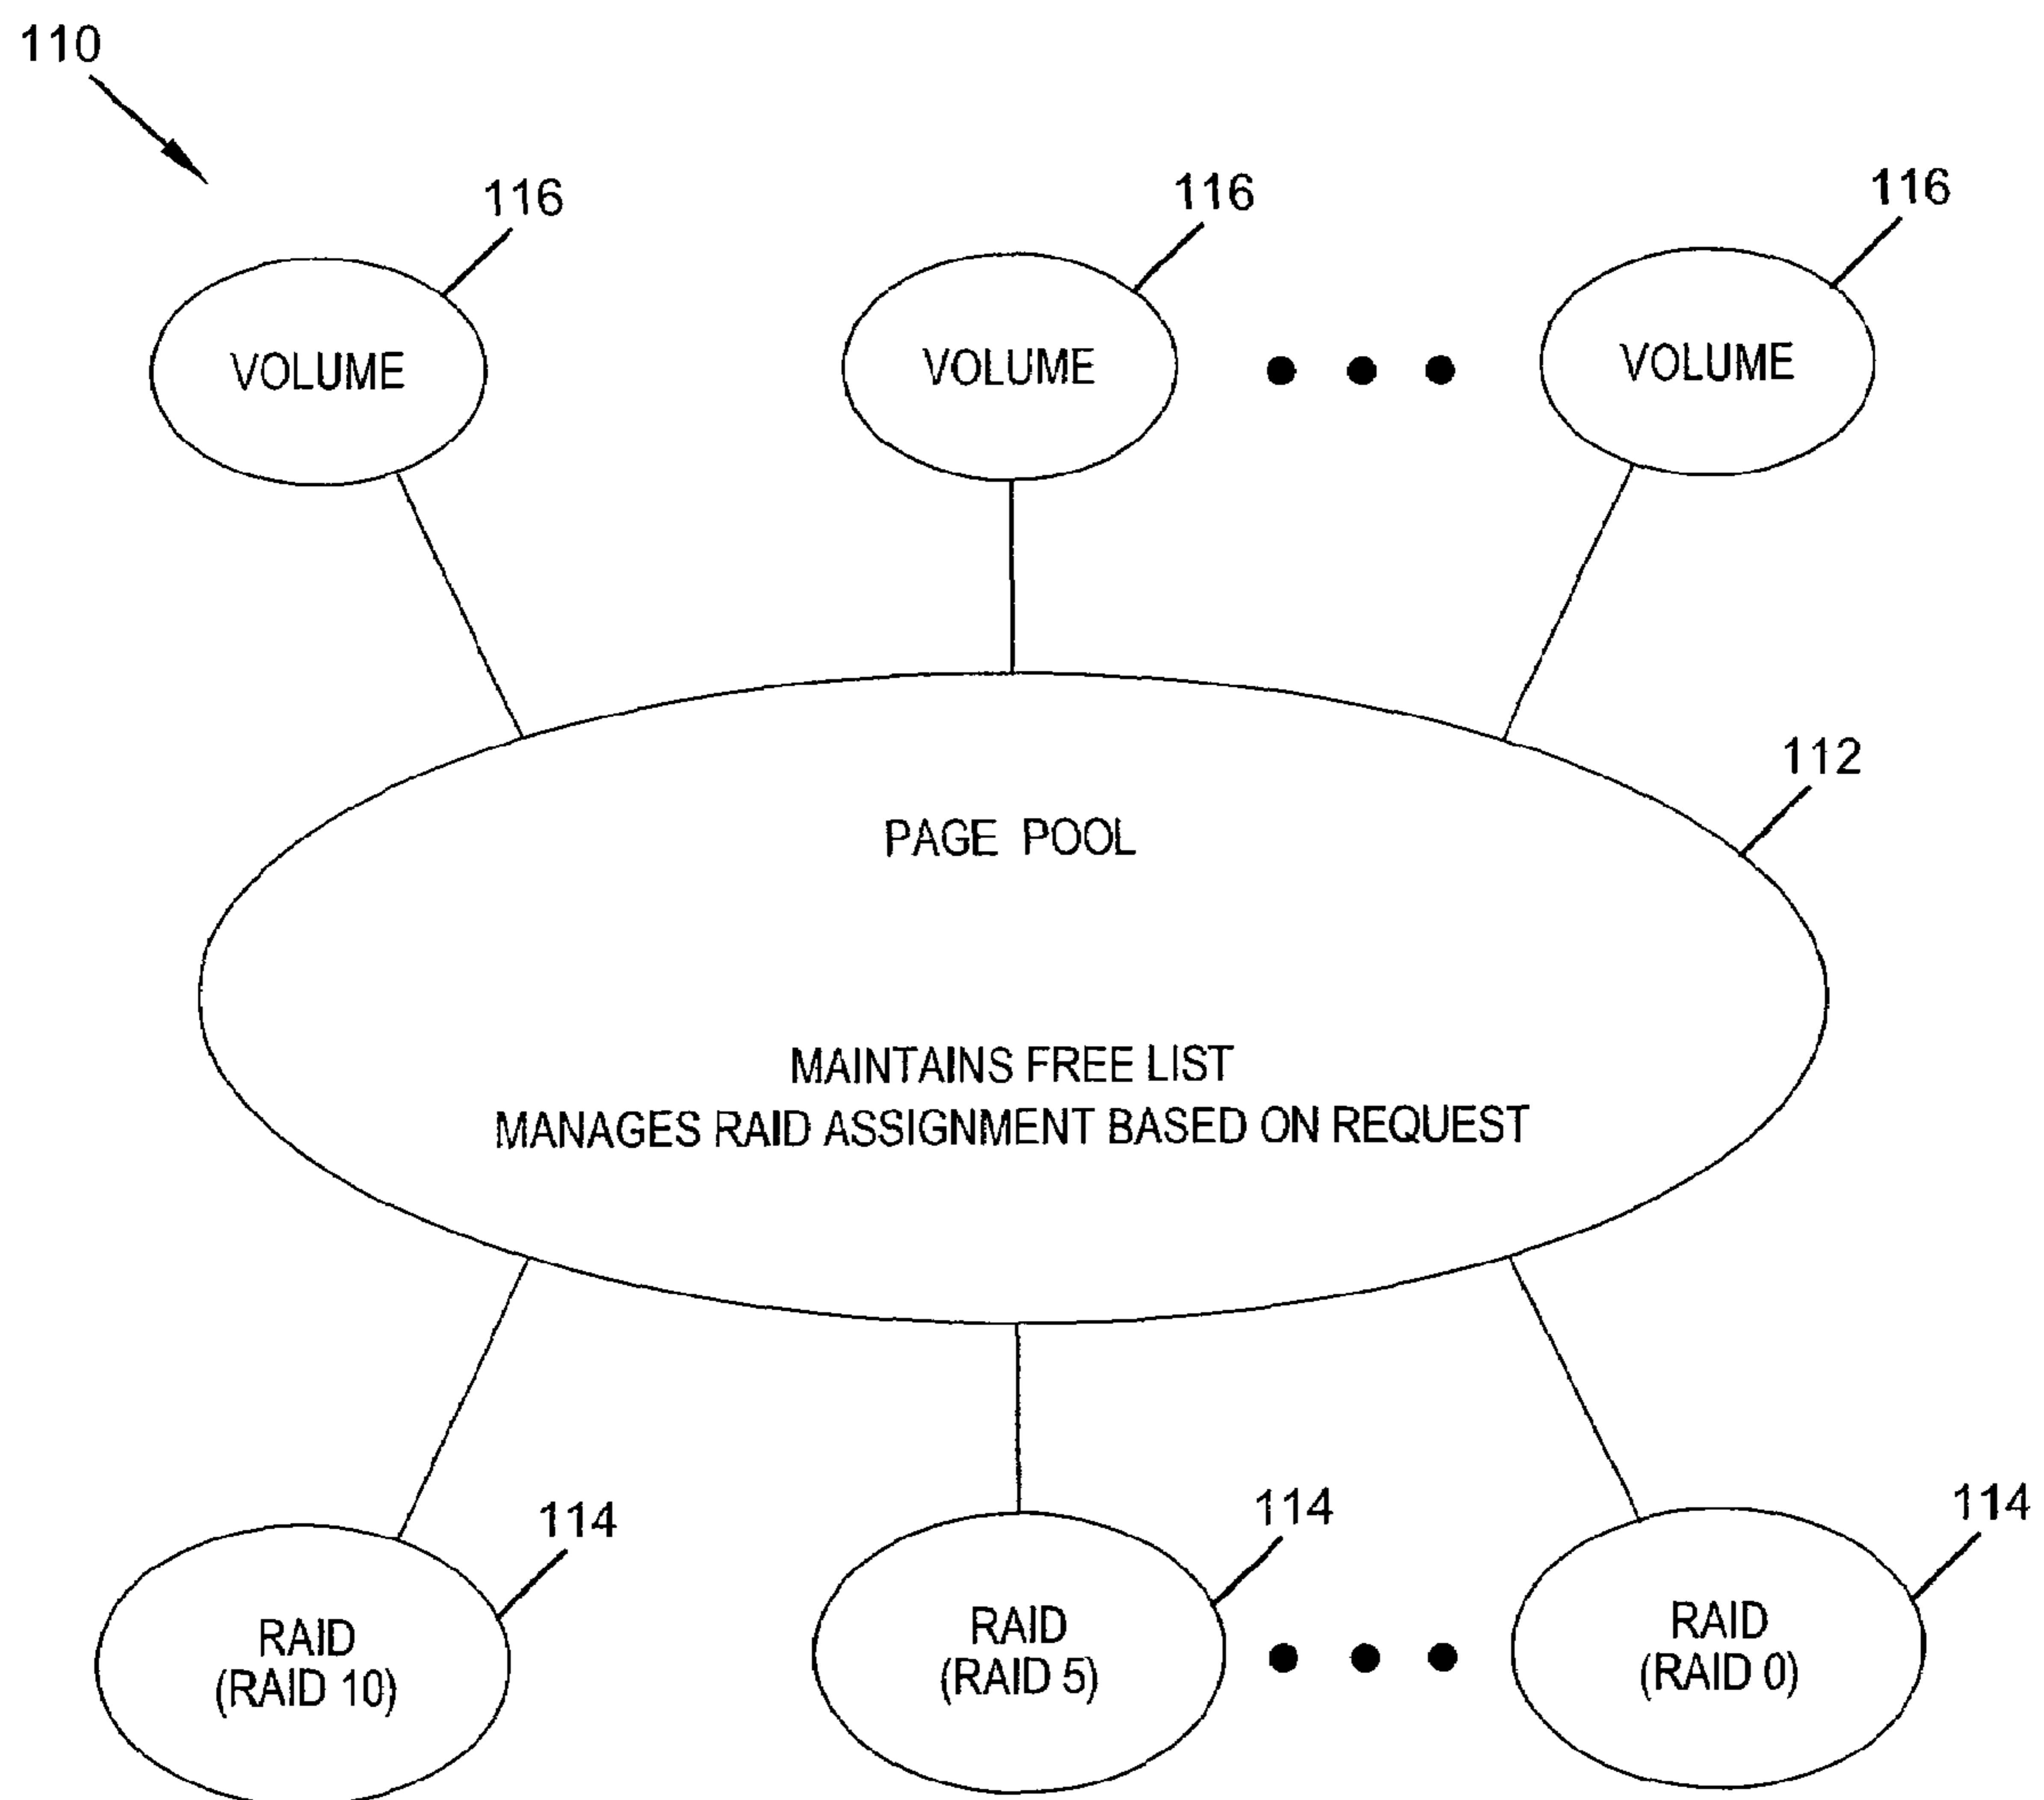 110
116
116
116
VOLUME
VOLUME
VOLUME
112
PAGE POOL
MAINTAINS FREE LIST
MANAGES RAID ASSIGNMENT BASED ON REQUEST
114
114
114
RAID
(RAID 10)
RAID
(RAID 5)
RAID
(RAID 0)